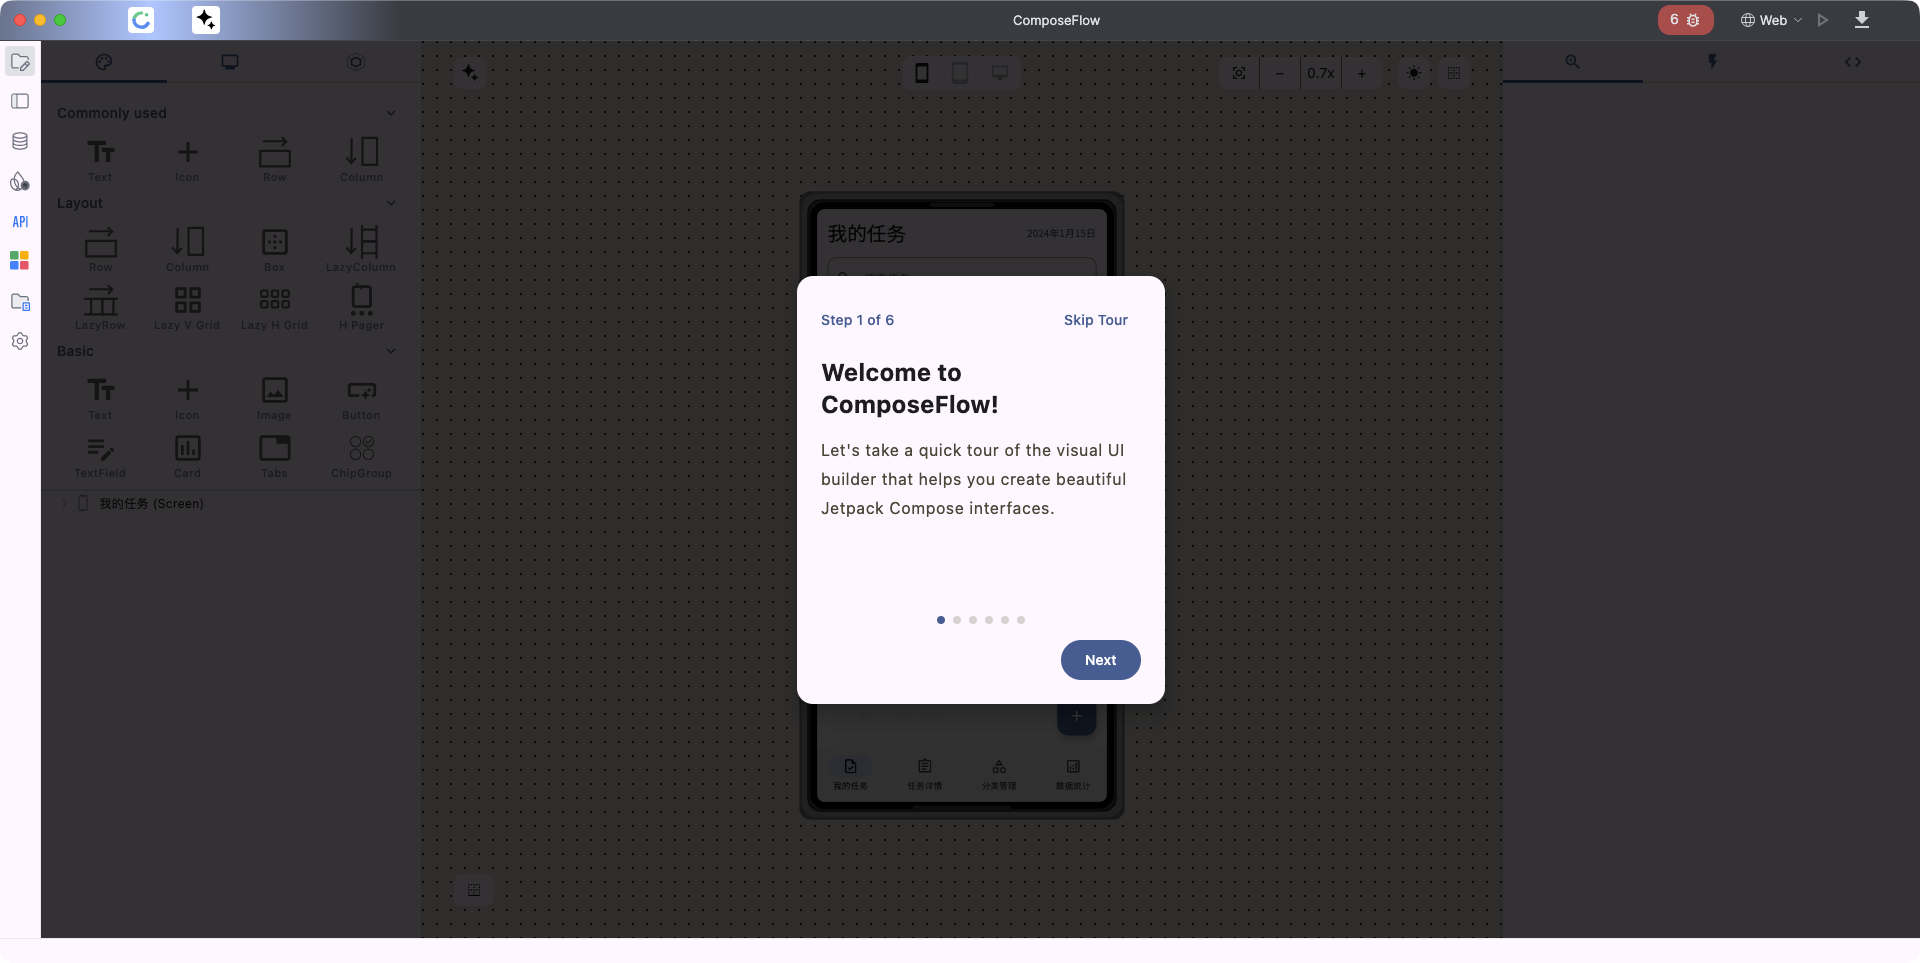 ComposeFlow
6
Web
0.7x
Commonly used
Text
Icon
Row
Column
Layout
Row
Column
Box
LazyColumn
LazyRow
Lazy V Grid
Lazy H Grid
H Pager
Basic
Text
Icon
Image
Button
TextField
Card
Tabs
ChipGroup
我的任务 (Screen)
API
我的任务
2024年1月15日
Step 1 of 6
Skip Tour
Welcome to
ComposeFlow!
Let's take a quick tour of the visual UI
builder that helps you create beautiful
Jetpack Compose interfaces.
Next
我的任务
任务详情
分类管理
数据统计